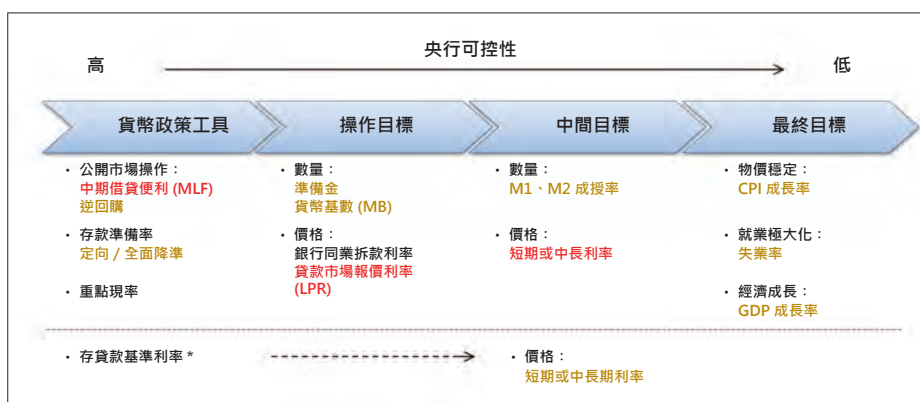 央行可控性
高
低
貨幣政策工具
操作目標
中間目標
最終目標
・公開市場操作：
中期借貸便利 (MLF)
逆回購
・存款準備率
定向 / 全面降準
・重點現率
・數量：
準備金
貨幣基數 (MB)
・價格：
銀行同業拆款利率
貸款市場報價利率
(LPR)
・數量：
M1、M2 成授率
・價格：
短期或中長利率
・物價穩定：
CPI 成長率
・就業極大化：
失業率
・經濟成長：
GDP 成長率
・存貸款基準利率 *
・價格：
短期或中長期利率